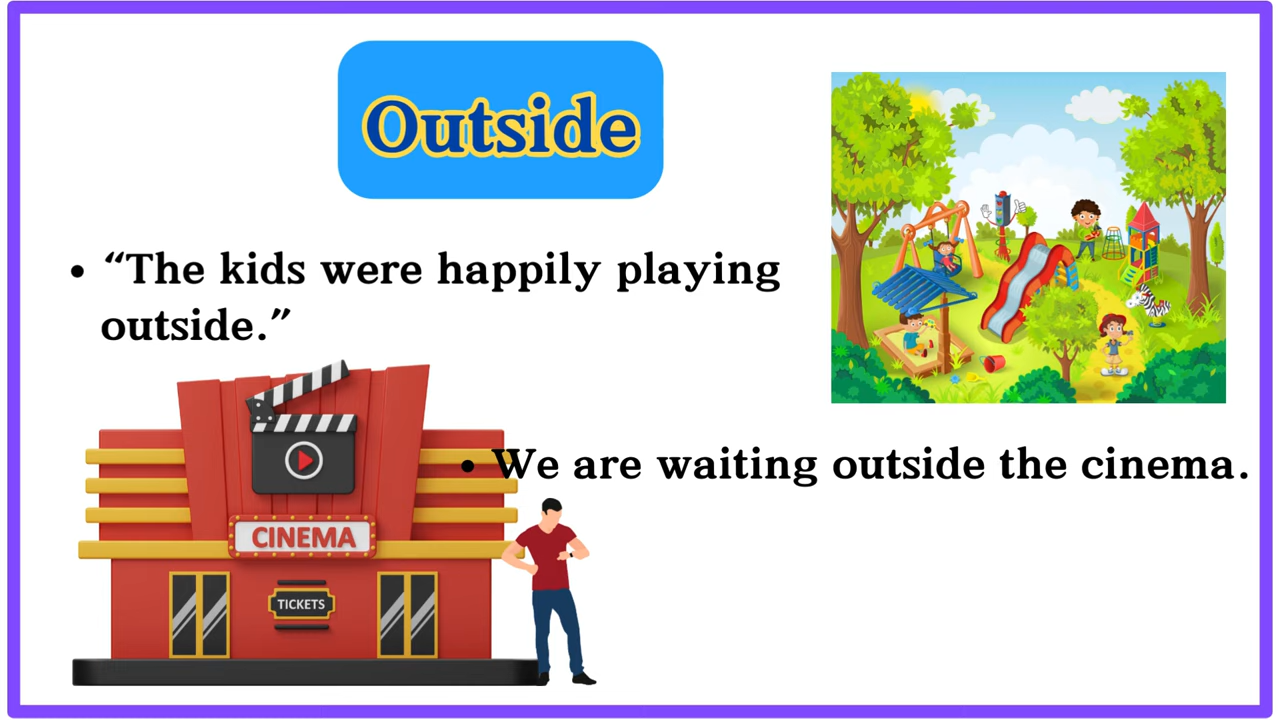 Outside
• “The kids were happily playing
outside.”
• We are waiting outside the cinema.
CINEMA
TICKETS